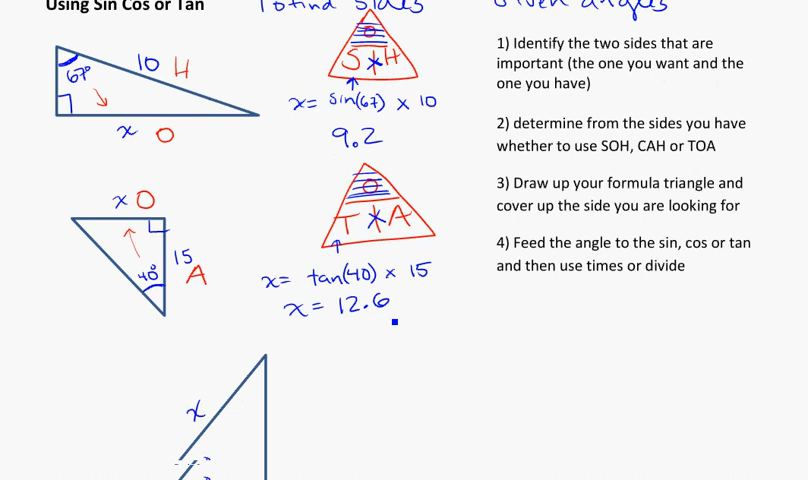 Using Sin Cos or Tan
To find sides
Given angles
67°
10 H
x O
O
S × H
x = sin(67) × 10
9.2
1) Identify the two sides that are
important (the one you want and the
one you have)
2) determine from the sides you have
whether to use SOH, CAH or TOA
3) Draw up your formula triangle and
cover up the side you are looking for
4) Feed the angle to the sin, cos or tan
and then use times or divide
x O
15
A
40°
O
T × A
x = tan(40) × 15
x = 12.6
x